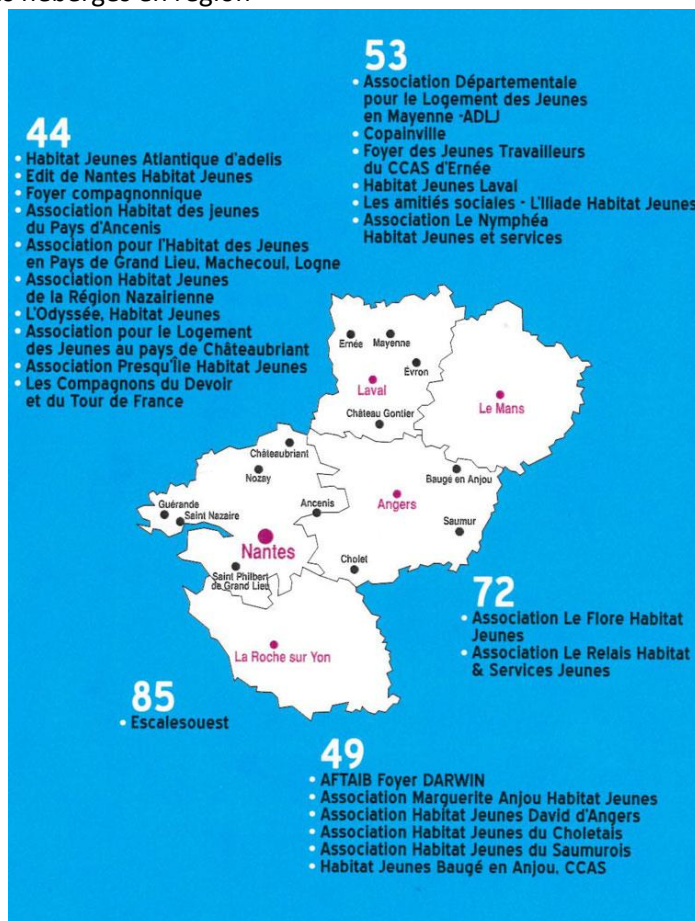 53
• Association Départementale
pour le Logement des Jeunes
en Mayenne -ADLJ
• Copainville
• Foyer des Jeunes Travailleurs
du CCAS d'Ernée
• Habitat Jeunes Laval
• Les amitiés sociales - L'Iliade Habitat Jeunes
• Association Le Nymphéa
Habitat Jeunes et services
44
• Habitat Jeunes Atlantique d'adelis
• Edit de Nantes Habitat Jeunes
• Foyer compagnonnique
• Association Habitat des jeunes
du Pays d'Ancenis
• Association pour l'Habitat des Jeunes
en Pays de Grand Lieu, Machecoul, Logne
• Association Habitat Jeunes
de la Région Nazairienne
• L'Odyssée, Habitat Jeunes
• Association pour le Logement
des Jeunes au pays de Châteaubriant
• Association Presqu'Île Habitat Jeunes
• Les Compagnons du Devoir
et du Tour de France
Ernée
Mayenne
Évron
Laval
Le Mans
Château Gontier
Châteaubriant
Nozay
Baugé en Anjou
Angers
Ancenis
Guérande
Saint Nazaire
Saumur
Nantes
Cholet
Saint Philbert
de Grand Lieu
La Roche sur Yon
72
• Association Le Flore Habitat
Jeunes
• Association Le Relais Habitat
& Services Jeunes
85
• Escalesouest
49
• AFTAIB Foyer DARWIN
• Association Marguerite Anjou Habitat Jeunes
• Association Habitat Jeunes David d'Angers
• Association Habitat Jeunes du Choletais
• Association Habitat Jeunes du Saumurois
• Habitat Jeunes Baugé en Anjou, CCAS